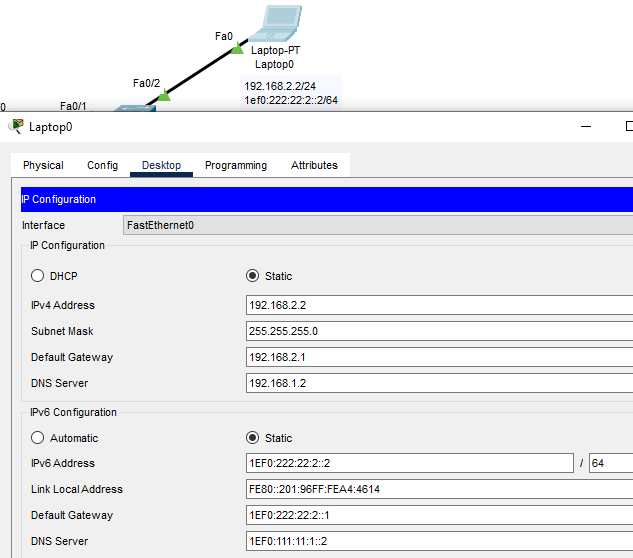 Fa0
Laptop-PT
Laptop0
Fa0/2
192.168.2.2/24
1ef0:222:22:2::2/64
0
Fa0/1
Laptop0
Physical
Config
Desktop
Programming
Attributes
IP Configuration
Interface
FastEthernet0
IP Configuration
DHCP
Static
IPv4 Address
192.168.2.2
Subnet Mask
255.255.255.0
Default Gateway
192.168.2.1
DNS Server
192.168.1.2
IPv6 Configuration
Automatic
Static
IPv6 Address
1EF0:222:22:2::2
/
64
Link Local Address
FE80::201:96FF:FEA4:4614
Default Gateway
1EF0:222:22:2::1
DNS Server
1EF0:111:11:1::2